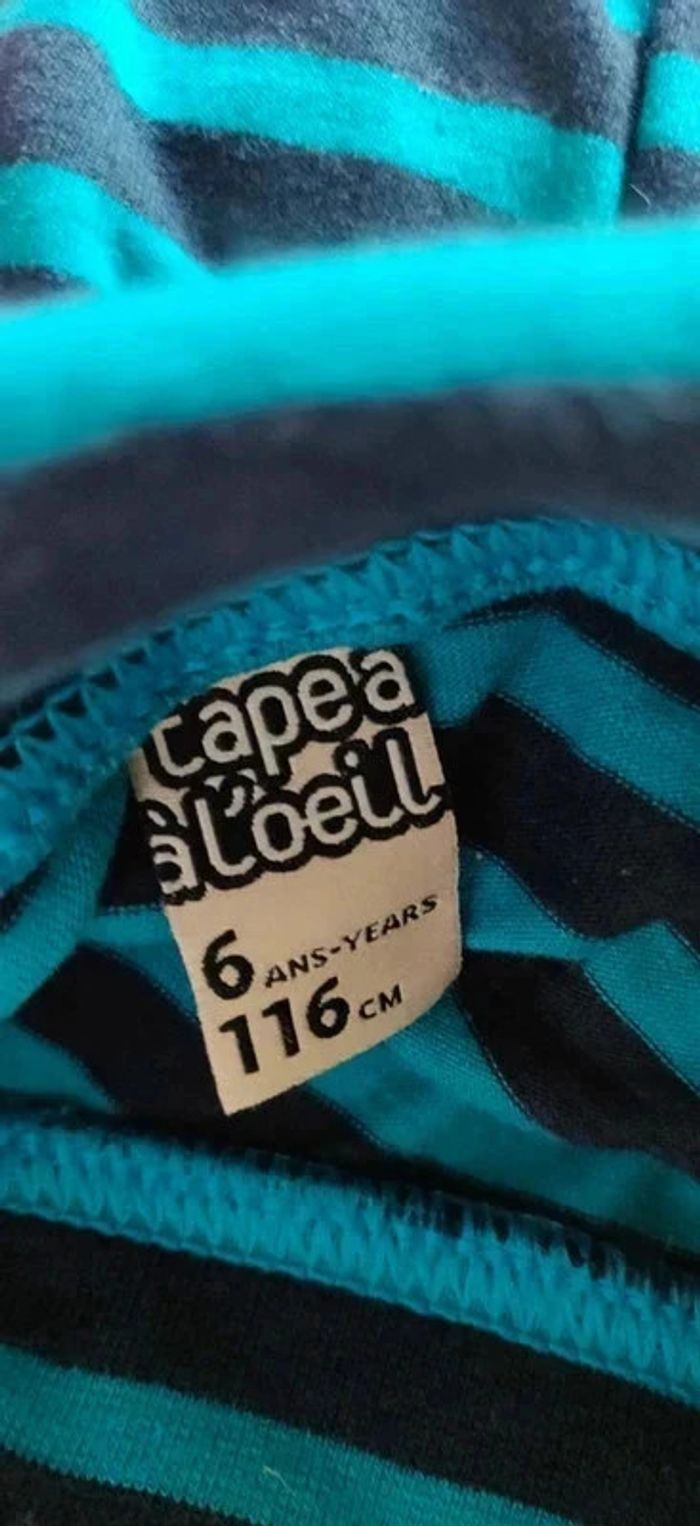 tape à
à l'oeil
6 ANS-YEARS
116 CM